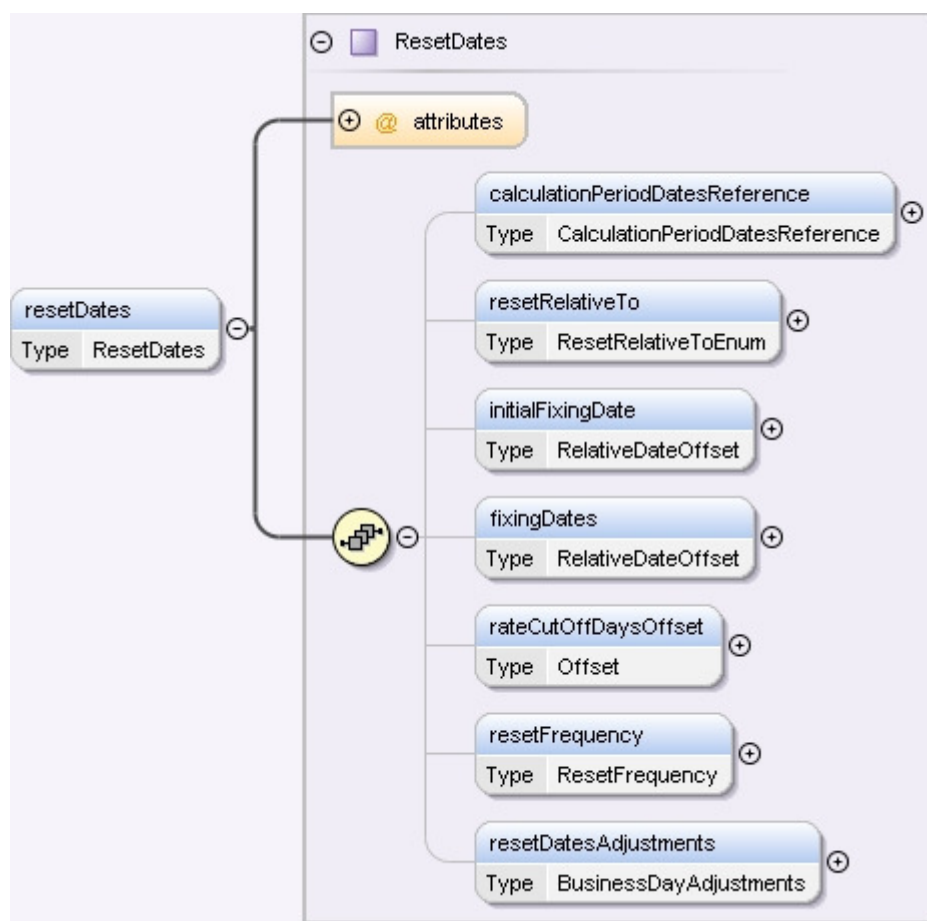 ResetDates
@ attributes
calculationPeriodDatesReference
Type CalculationPeriodDatesReference
resetRelativeTo
Type ResetRelativeToEnum
resetDates
Type ResetDates
initialFixingDate
Type RelativeDateOffset
fixingDates
Type RelativeDateOffset
rateCutOffDaysOffset
Type Offset
resetFrequency
Type ResetFrequency
resetDatesAdjustments
Type BusinessDayAdjustments